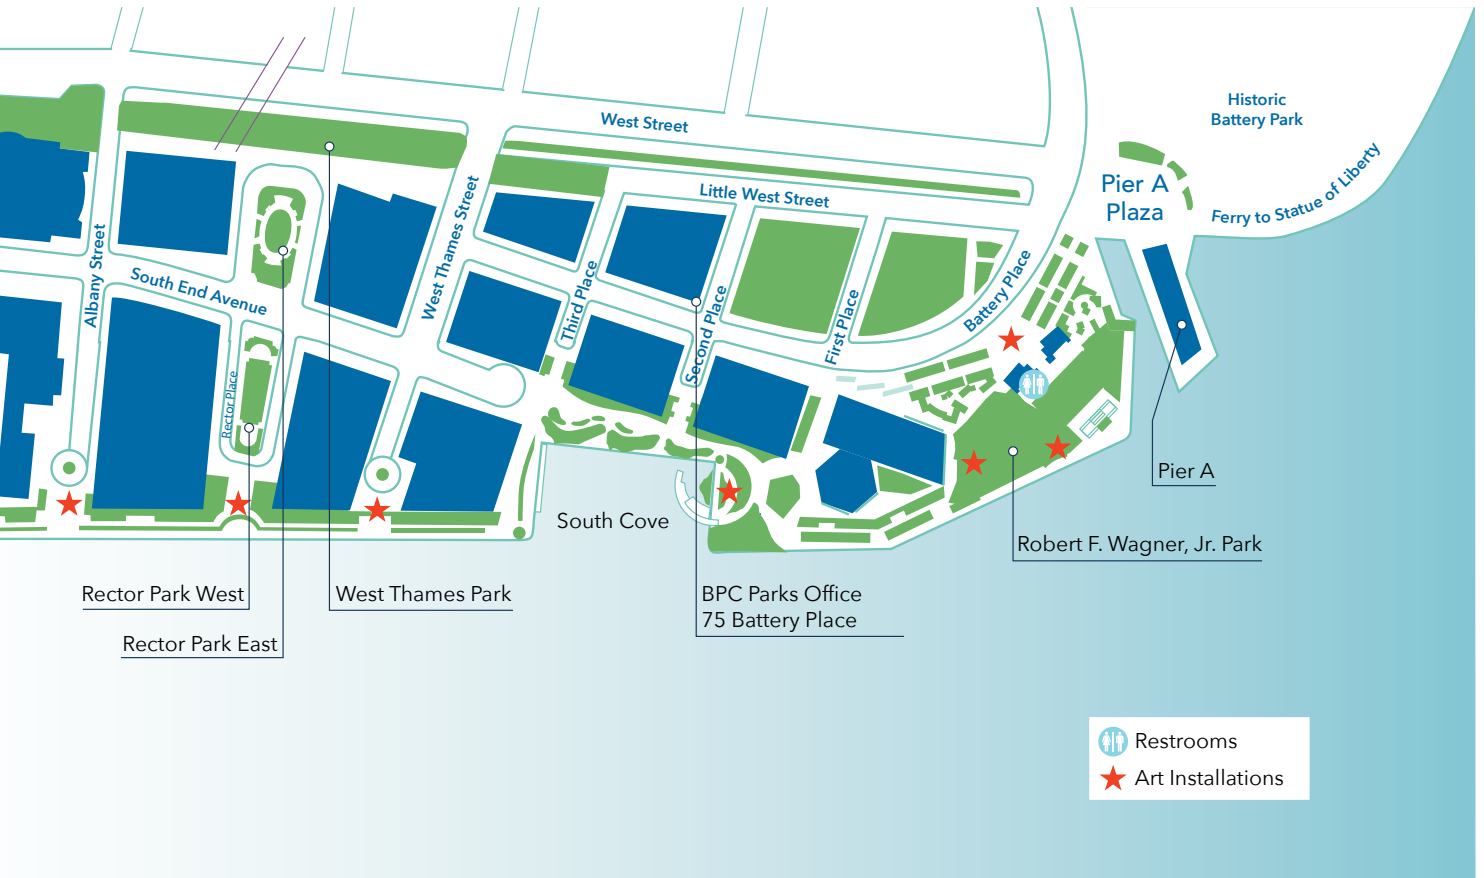 Historic
Battery Park
West Street
Pier A
Plaza
Ferry to Statue of Liberty
Little West Street
West Thames Street
Albany Street
South End Avenue
Third Place
Second Place
First Place
Battery Place
Rector Place
Pier A
South Cove
Robert F. Wagner, Jr. Park
Rector Park West
West Thames Park
BPC Parks Office
75 Battery Place
Rector Park East
Restrooms
Art Installations